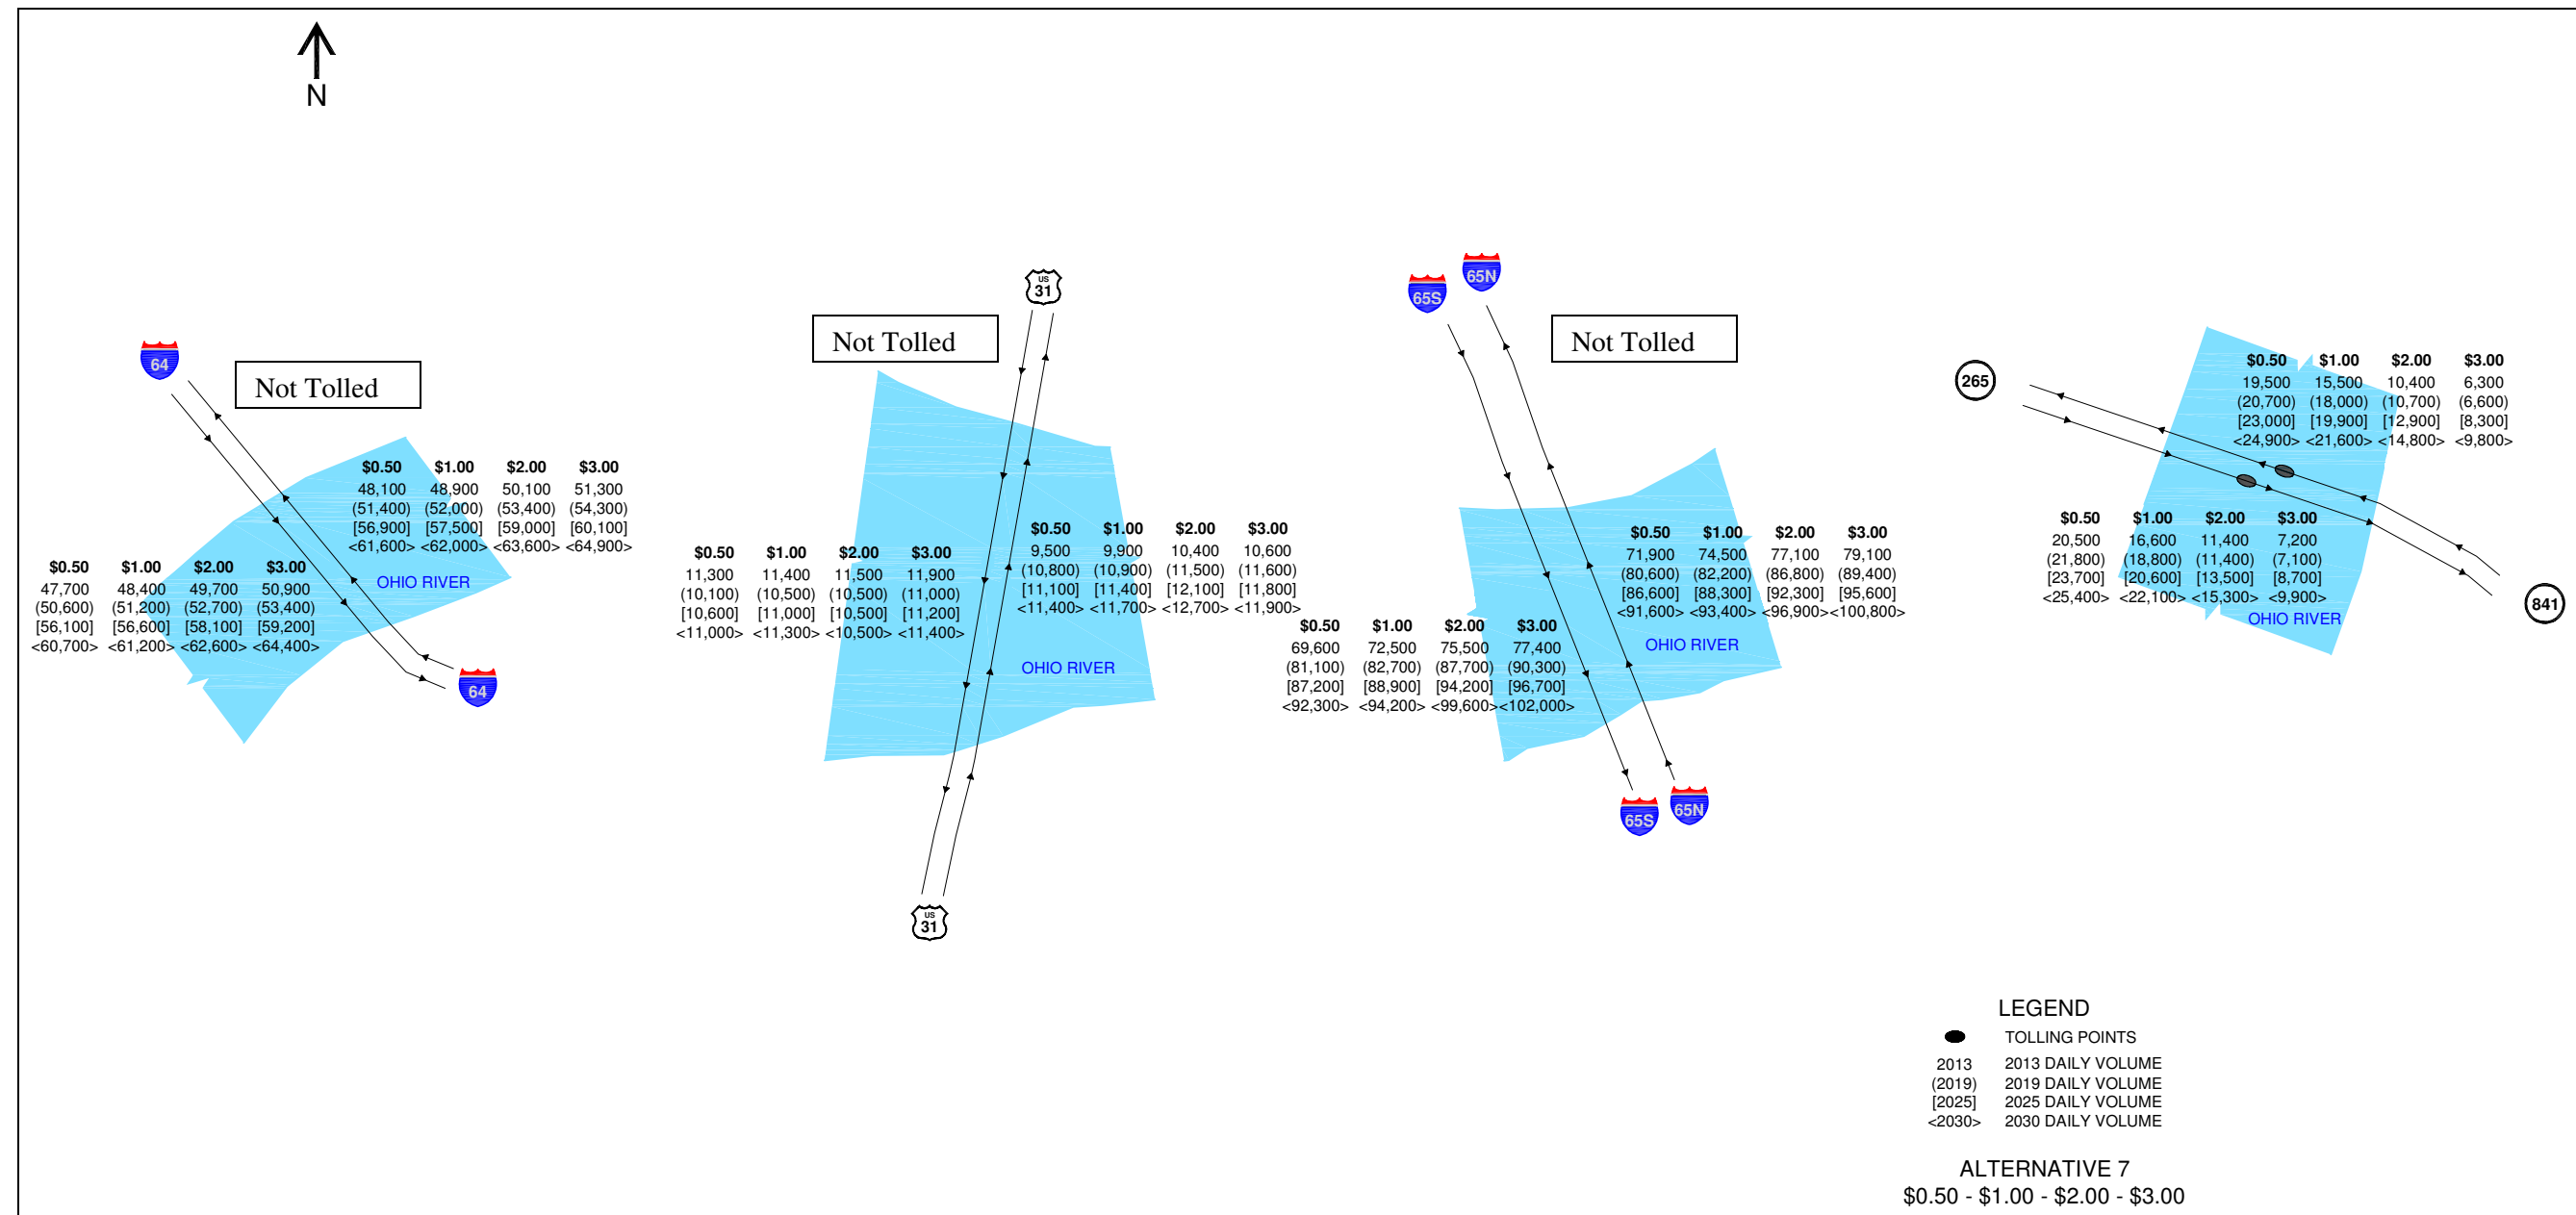 N
64
Not Tolled
$0.50 $1.00 $2.00 $3.00
48,100 48,900 50,100 51,300
(51,400) (52,000) (53,400) (54,300)
[56,900] [57,500] [59,000] [60,100]
<61,600> <62,000> <63,600> <64,900>
$0.50 $1.00 $2.00 $3.00
47,700 48,400 49,700 50,900
(50,600) (51,200) (52,700) (53,400)
[56,100] [56,600] [58,100] [59,200]
<60,700> <61,200> <62,600> <64,400>
OHIO RIVER
64
US
31
Not Tolled
$0.50 $1.00 $2.00 $3.00
11,300 11,400 11,500 11,900
(10,100) (10,500) (10,500) (11,000)
[10,600] [11,000] [10,500] [11,200]
<11,000> <11,300> <10,500> <11,400>
$0.50 $1.00 $2.00 $3.00
9,500 9,900 10,400 10,600
(10,800) (10,900) (11,500) (11,600)
[11,100] [11,400] [12,100] [11,800]
<11,400> <11,700> <12,700> <11,900>
OHIO RIVER
US
31
65S
65N
Not Tolled
$0.50 $1.00 $2.00 $3.00
71,900 74,500 77,100 79,100
(80,600) (82,200) (86,800) (89,400)
[86,600] [88,300] [92,300] [95,600]
<91,600> <93,400> <96,900> <100,800>
$0.50 $1.00 $2.00 $3.00
69,600 72,500 75,500 77,400
(81,100) (82,700) (87,700) (90,300)
[87,200] [88,900] [94,200] [96,700]
<92,300> <94,200> <99,600> <102,000>
OHIO RIVER
65S
65N
265
$0.50 $1.00 $2.00 $3.00
19,500 15,500 10,400 6,300
(20,700) (18,000) (10,700) (6,600)
[23,000] [19,900] [12,900] [8,300]
<24,900> <21,600> <14,800> <9,800>
$0.50 $1.00 $2.00 $3.00
20,500 16,600 11,400 7,200
(21,800) (18,800) (11,400) (7,100)
[23,700] [20,600] [13,500] [8,700]
<25,400> <22,100> <15,300> <9,900>
OHIO RIVER
841
LEGEND
TOLLING POINTS
2013 2013 DAILY VOLUME
(2019) 2019 DAILY VOLUME
[2025] 2025 DAILY VOLUME
<2030> 2030 DAILY VOLUME
ALTERNATIVE 7
$0.50 - $1.00 - $2.00 - $3.00